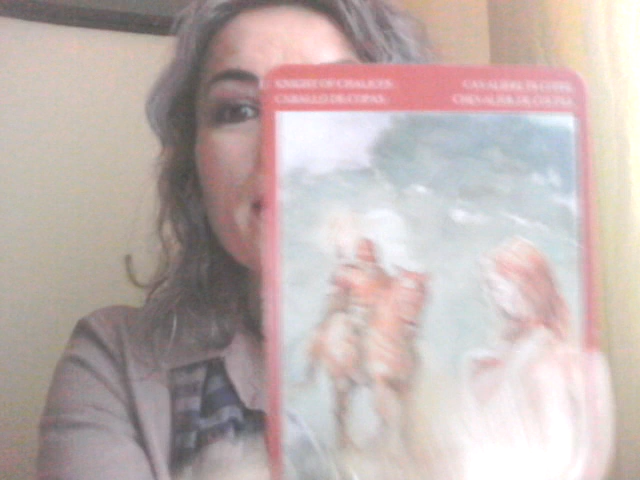 KNIGHT OF CHALICES
CAVALIERE DI COPPE
CABALLO DE COPAS
CHEVALIER DE COUPES